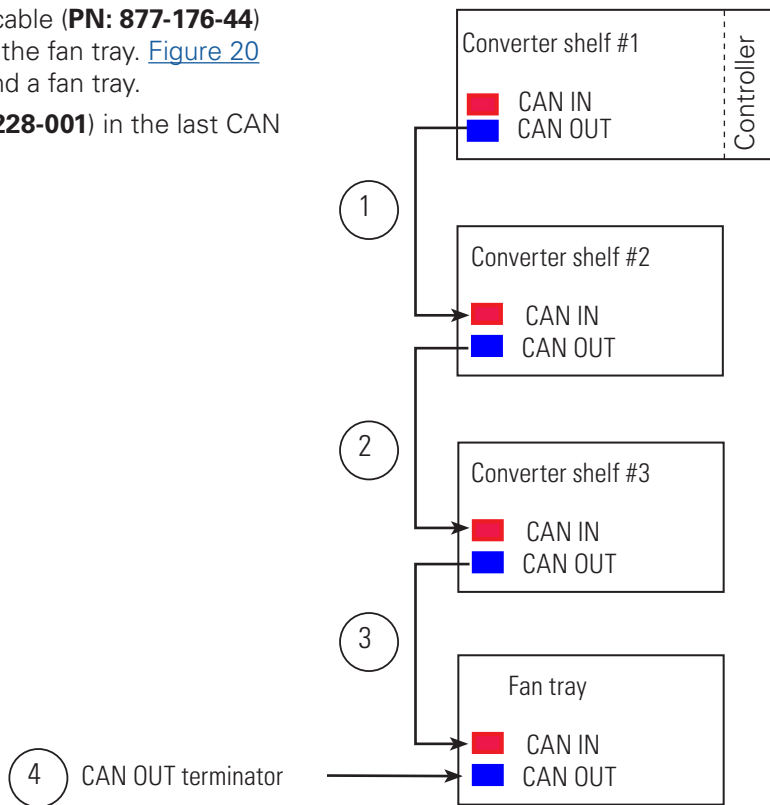 cable (PN: 877-176-44)
the fan tray. Figure 20
nd a fan tray.
228-001) in the last CAN
Converter shelf #1
CAN IN
CAN OUT
Controller
1
Converter shelf #2
CAN IN
CAN OUT
2
Converter shelf #3
CAN IN
CAN OUT
3
Fan tray
CAN IN
CAN OUT
4 CAN OUT terminator